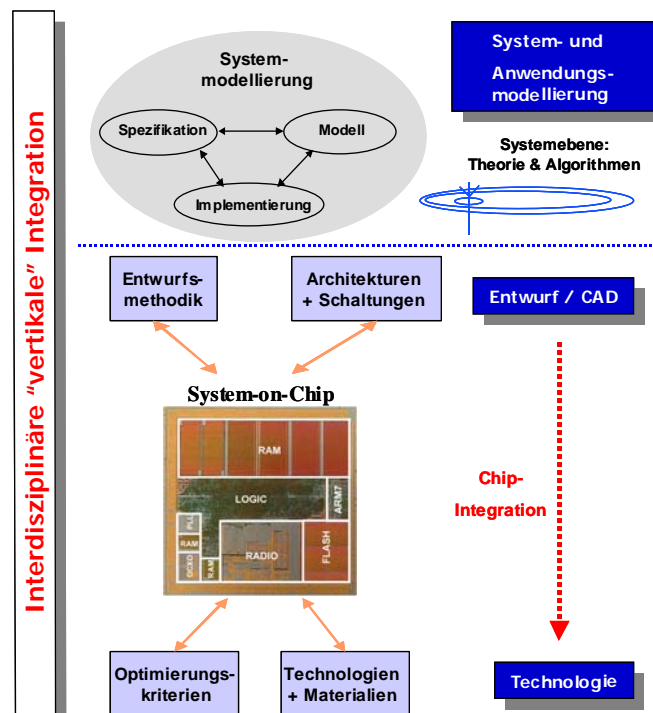 Interdisziplinäre "vertikale" Integration
System-
modellierung
Spezifikation
Modell
Implementierung
System- und
Anwendungs-
modellierung
Systemebene:
Theorie & Algorithmen
Entwurfs-
methodik
Architekturen
+ Schaltungen
Entwurf / CAD
System-on-Chip
RAM
LOGIC
ARM7
PLL
RAM
DCXO
RAM
RADIO
FLASH
Chip-
Integration
Optimierungs-
kriterien
Technologien
+ Materialien
Technologie